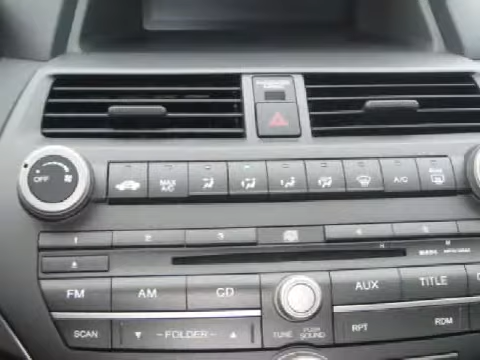 OFF MAX A/C A/C
1 2 3 4 5 6
FM AM CD AUX TITLE
SCAN - FOLDER - TUNE PUSH SOUND RPT RDM